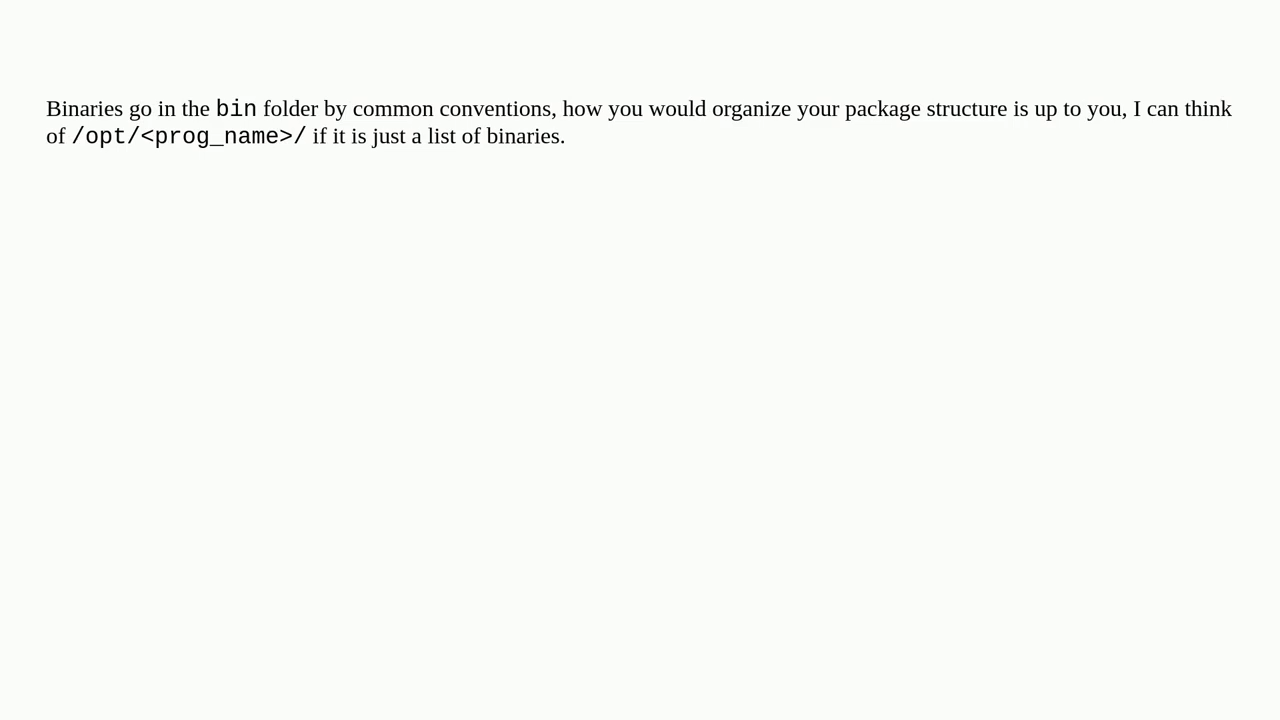 Binaries go in the bin folder by common conventions, how you would organize your package structure is up to you, I can think
of /opt/<prog_name>/ if it is just a list of binaries.